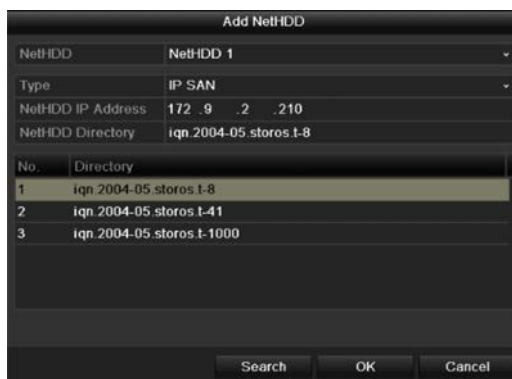 Add NetHDD
NetHDD NetHDD 1
Type IP SAN
NetHDD IP Address 172 .9 .2 .210
NetHDD Directory iqn.2004-05.storos.t-8
No. Directory
1 iqn.2004-05.storos.t-8
2 iqn.2004-05.storos.t-41
3 iqn.2004-05.storos.t-1000
Search OK Cancel